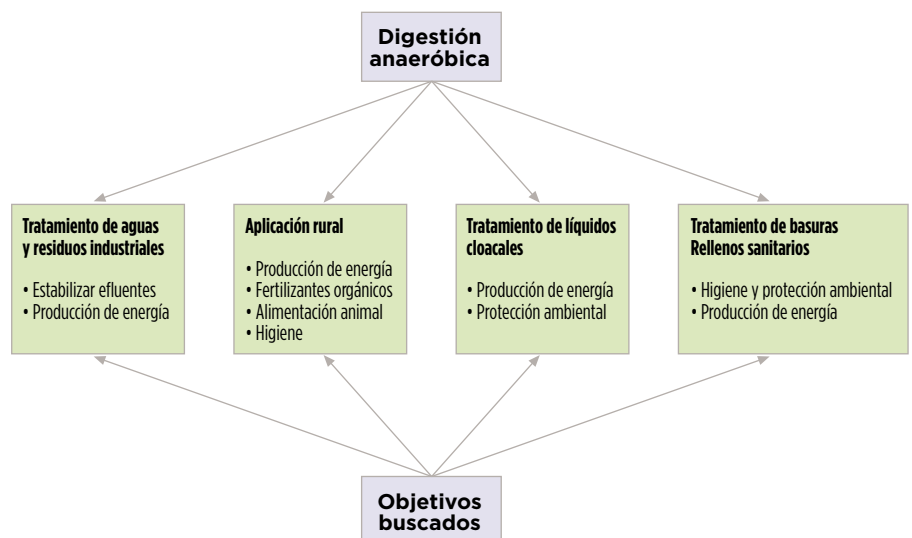 Digestión
anaeróbica
Tratamiento de aguas
y residuos industriales
• Estabilizar efluentes
• Producción de energía
Aplicación rural
• Producción de energía
• Fertilizantes orgánicos
• Alimentación animal
• Higiene
Tratamiento de líquidos
cloacales
• Producción de energía
• Protección ambiental
Tratamiento de basuras
Rellenos sanitarios
• Higiene y protección ambiental
• Producción de energía
Objetivos
buscados